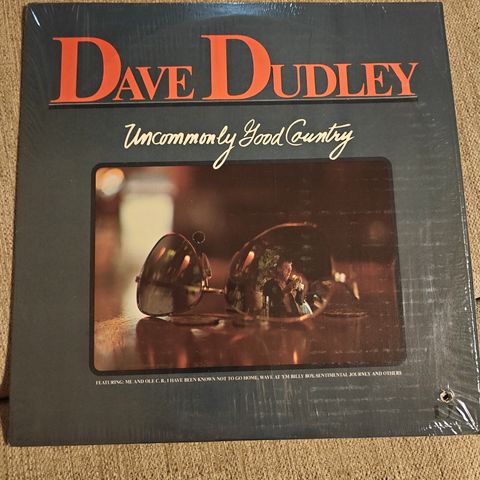 DAVE DUDLEY
Uncommonly Good Country
FEATURING: ME AND OLE C. B., I HAVE BEEN KNOWN NOT TO GO HOME, WAVE AT 'EM BILLY BOY, SENTIMENTAL JOURNEY AND OTHERS